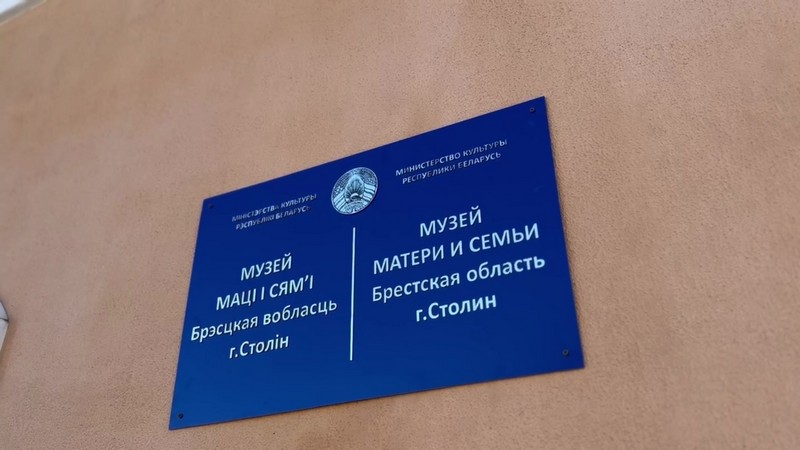 МІНІСТЭРСТВА КУЛЬТУРЫ
РЭСПУБЛІКІ БЕЛАРУСЬ
МУЗЕЙ
МАЦІ І СЯМ'І
Брэсцкая вобласць
г.Столін
МИНИСТЕРСТВО КУЛЬТУРЫ
РЕСПУБЛИКИ БЕЛАРУСЬ
МУЗЕЙ
МАТЕРИ И СЕМЬИ
Брестская область
г.Столин